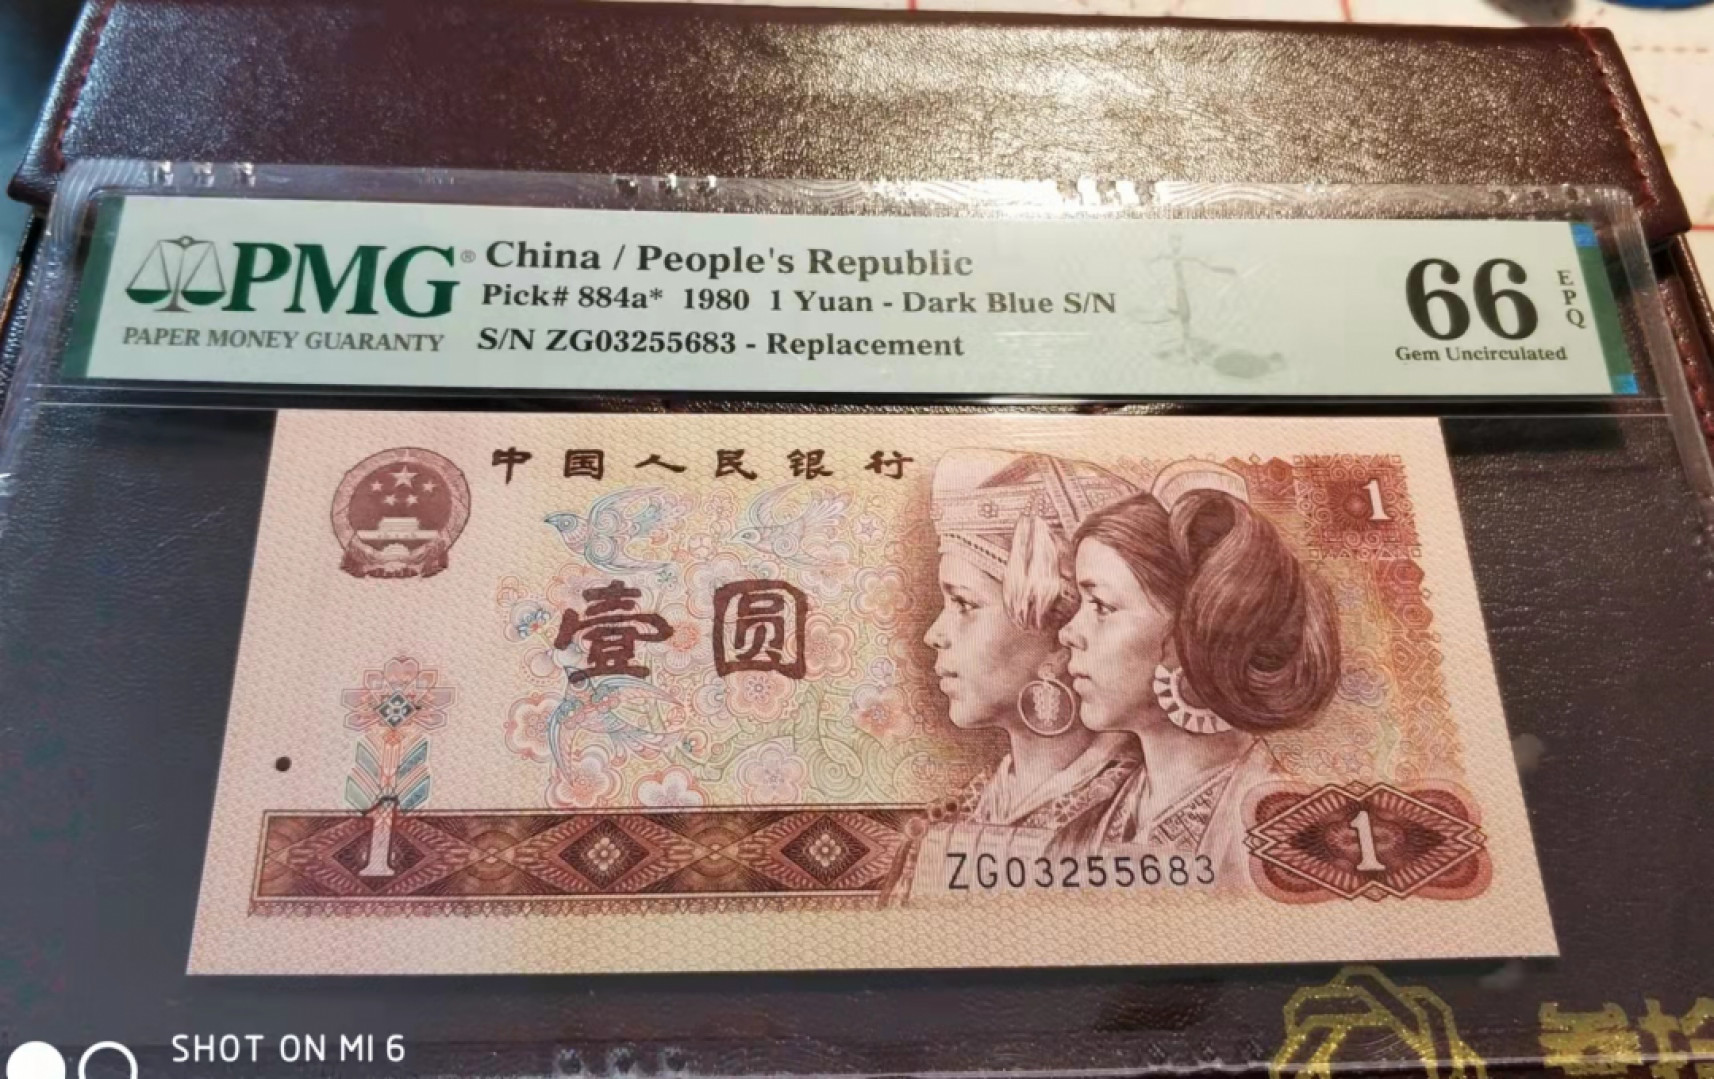 PMG®
PAPER MONEY GUARANTY
China / People's Republic
Pick# 884a* 1980 1 Yuan - Dark Blue S/N
S/N ZG03255683 - Replacement
66
EPQ
Gem Uncirculated
中国人民银行
1
壹圆
1
ZG03255683
1
SHOT ON MI 6